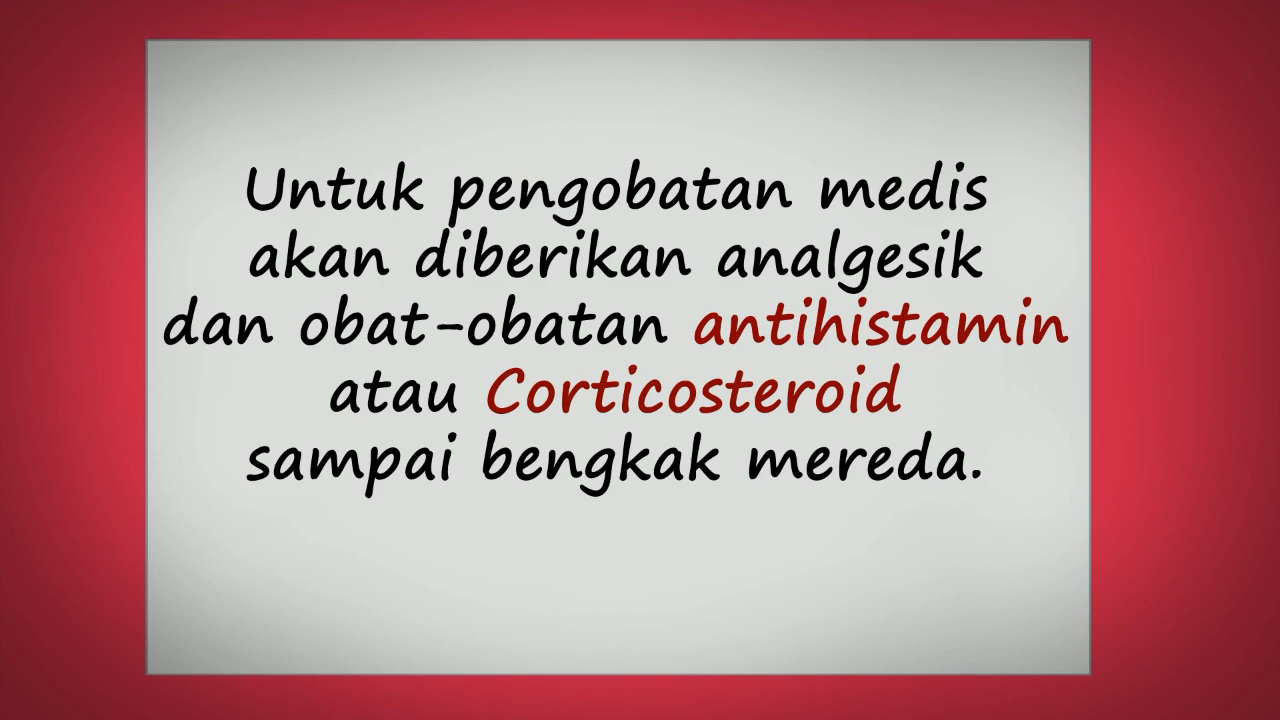 Untuk pengobatan medis
akan diberikan analgesik
dan obat-obatan antihistamin
atau Corticosteroid
sampai bengkak mereda.